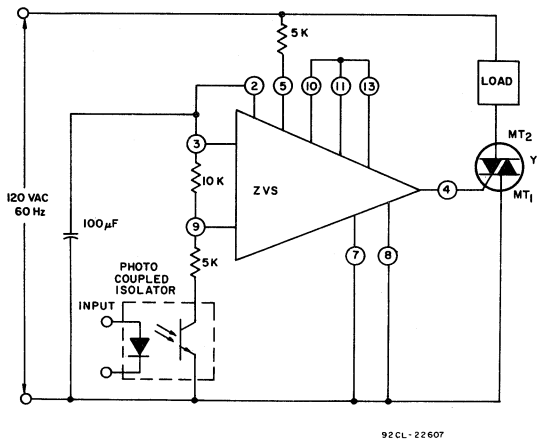 5K
2
5
10
11
13
LOAD
MT2
Y
MT1
3
10K
ZVS
4
120 VAC
60 Hz
100µF
9
5K
7
8
PHOTO
COUPLED
ISOLATOR
INPUT
92CL-22607